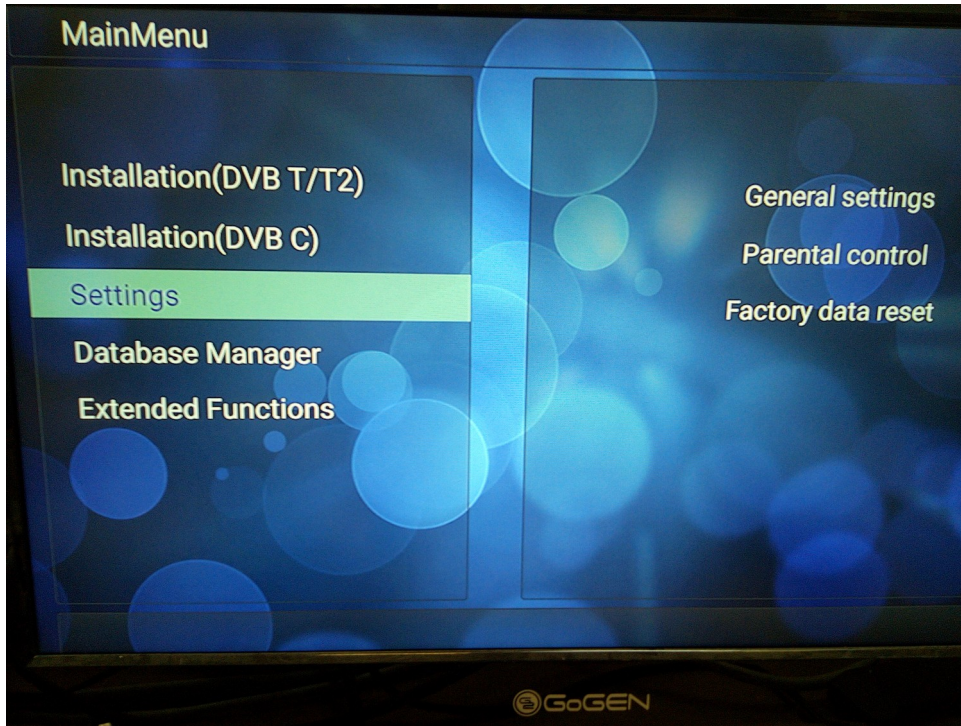 MainMenu
Installation(DVB T/T2)
Installation(DVB C)
Settings
Database Manager
Extended Functions
General settings
Parental control
Factory data reset
GoGEN